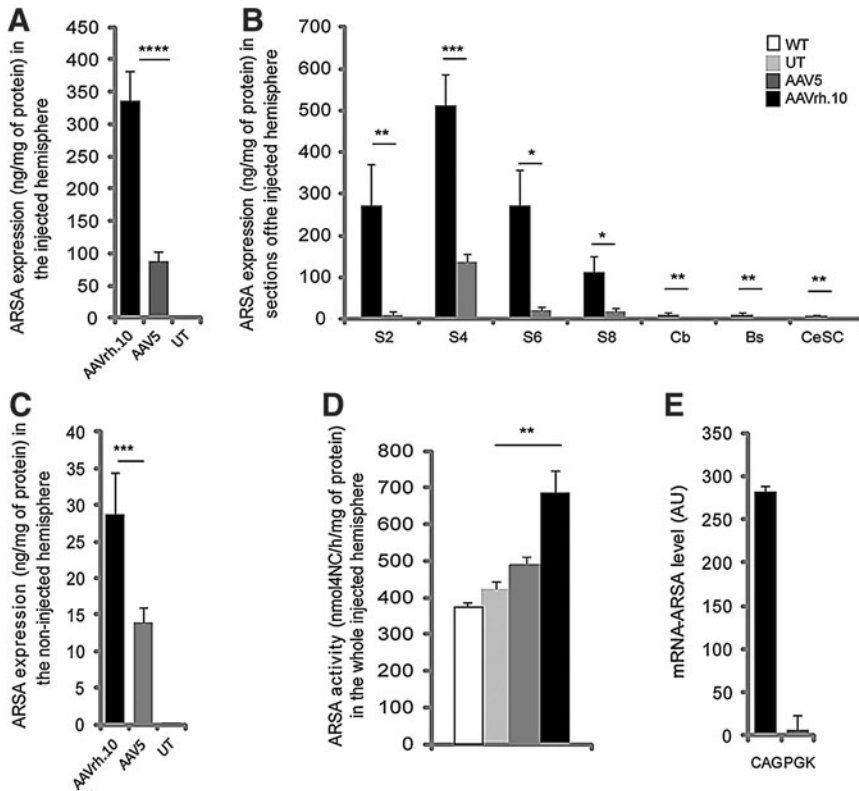 A
ARSA expression (ng/mg of protein) in
the injected hemisphere
400
350
300
250
200
150
100
50
0
****
AAVrh.10
AAV5
UT
B
ARSA expression (ng/mg of protein) in
sections ofthe injected hemisphere
700
600
500
400
300
200
100
0
**
***
*
*
**
**
**
S2
S4
S6
S8
Cb
Bs
CeSC
WT
UT
AAV5
AAVrh.10
C
ARSA expression (ng/mg of protein) in
the non-injected hemisphere
40
35
30
25
20
15
10
5
0
***
AAVrh.10
AAV5
UT
D
ARSA activity (nmol4NC/h/mg of protein)
in the whole injected hemisphere
800
700
600
500
400
300
200
100
0
**
E
mRNA-ARSA level (AU)
350
300
250
200
150
100
50
0
CAGPGK